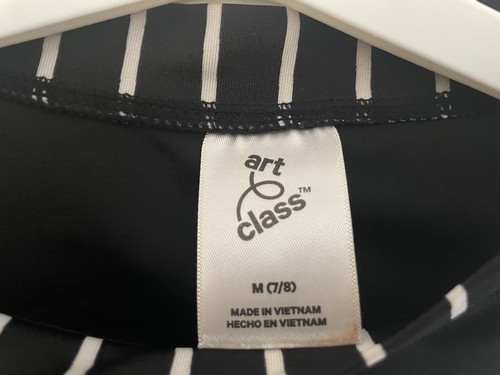 art
class™
M (7/8)
MADE IN VIETNAM
HECHO EN VIETNAM